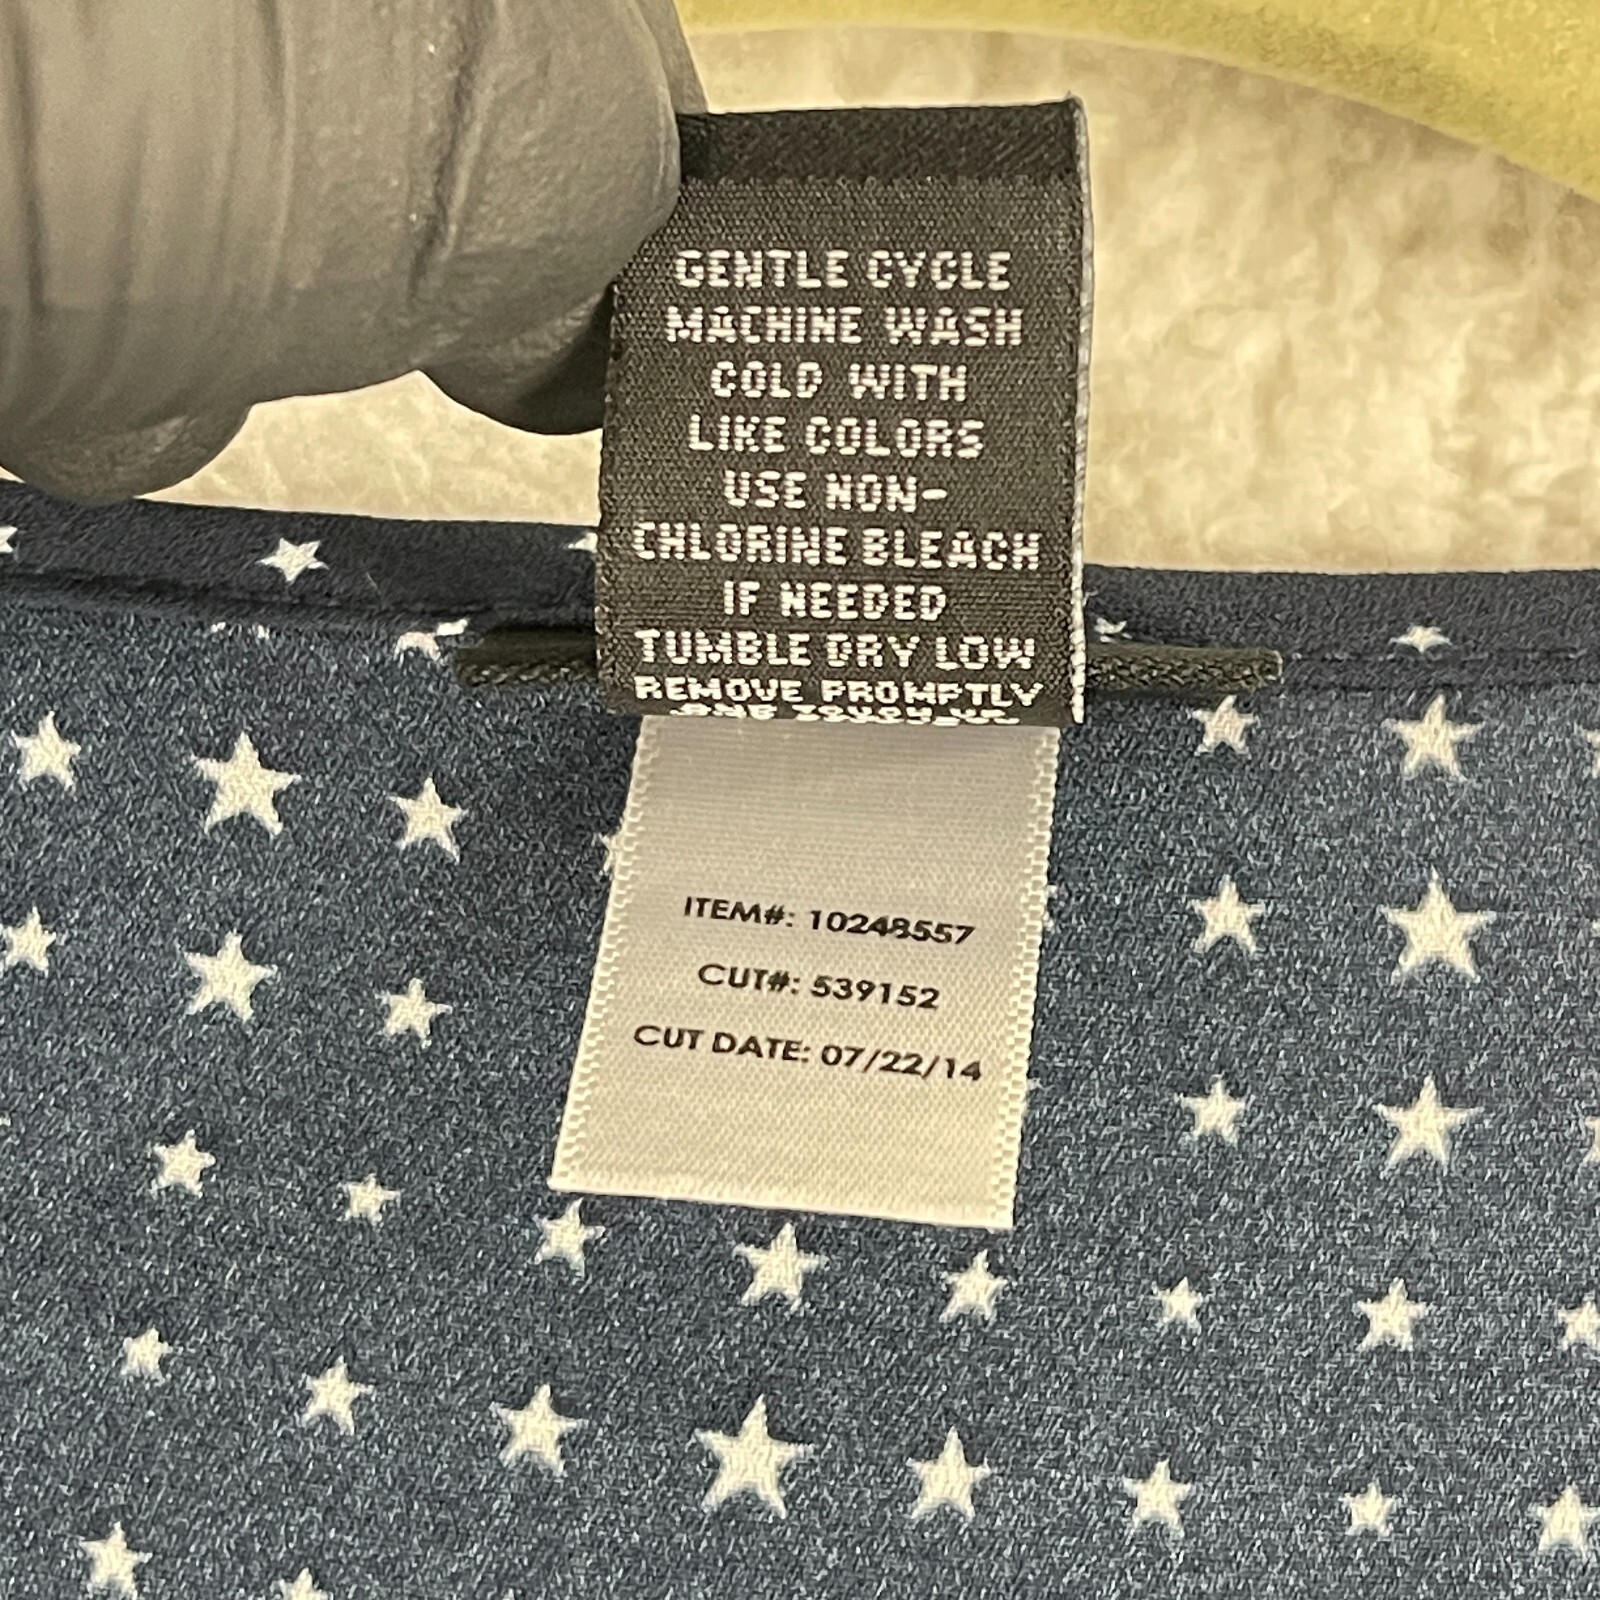 GENTLE CYCLE
MACHINE WASH
COLD WITH
LIKE COLORS
USE NON-
CHLORINE BLEACH
IF NEEDED
TUMBLE DRY LOW
REMOVE PROMPTLY
ITEM#: 10248557
CUT#: 539152
CUT DATE: 07/22/14